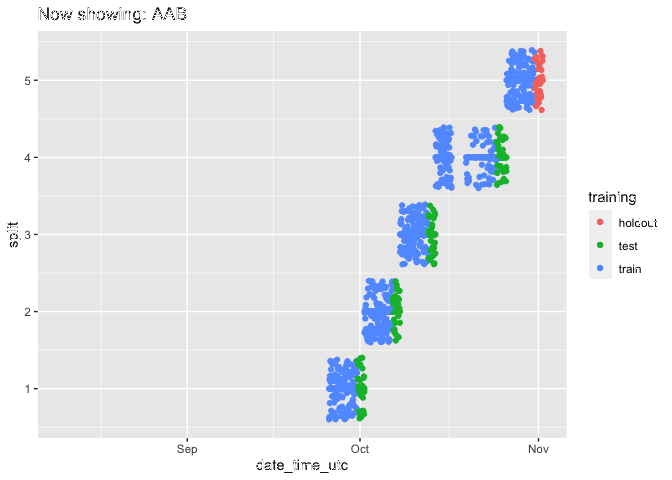 Now showing: AAB
5
4
3
2
1
split
Sep
Oct
Nov
date_time_utc
training
holdout
test
train